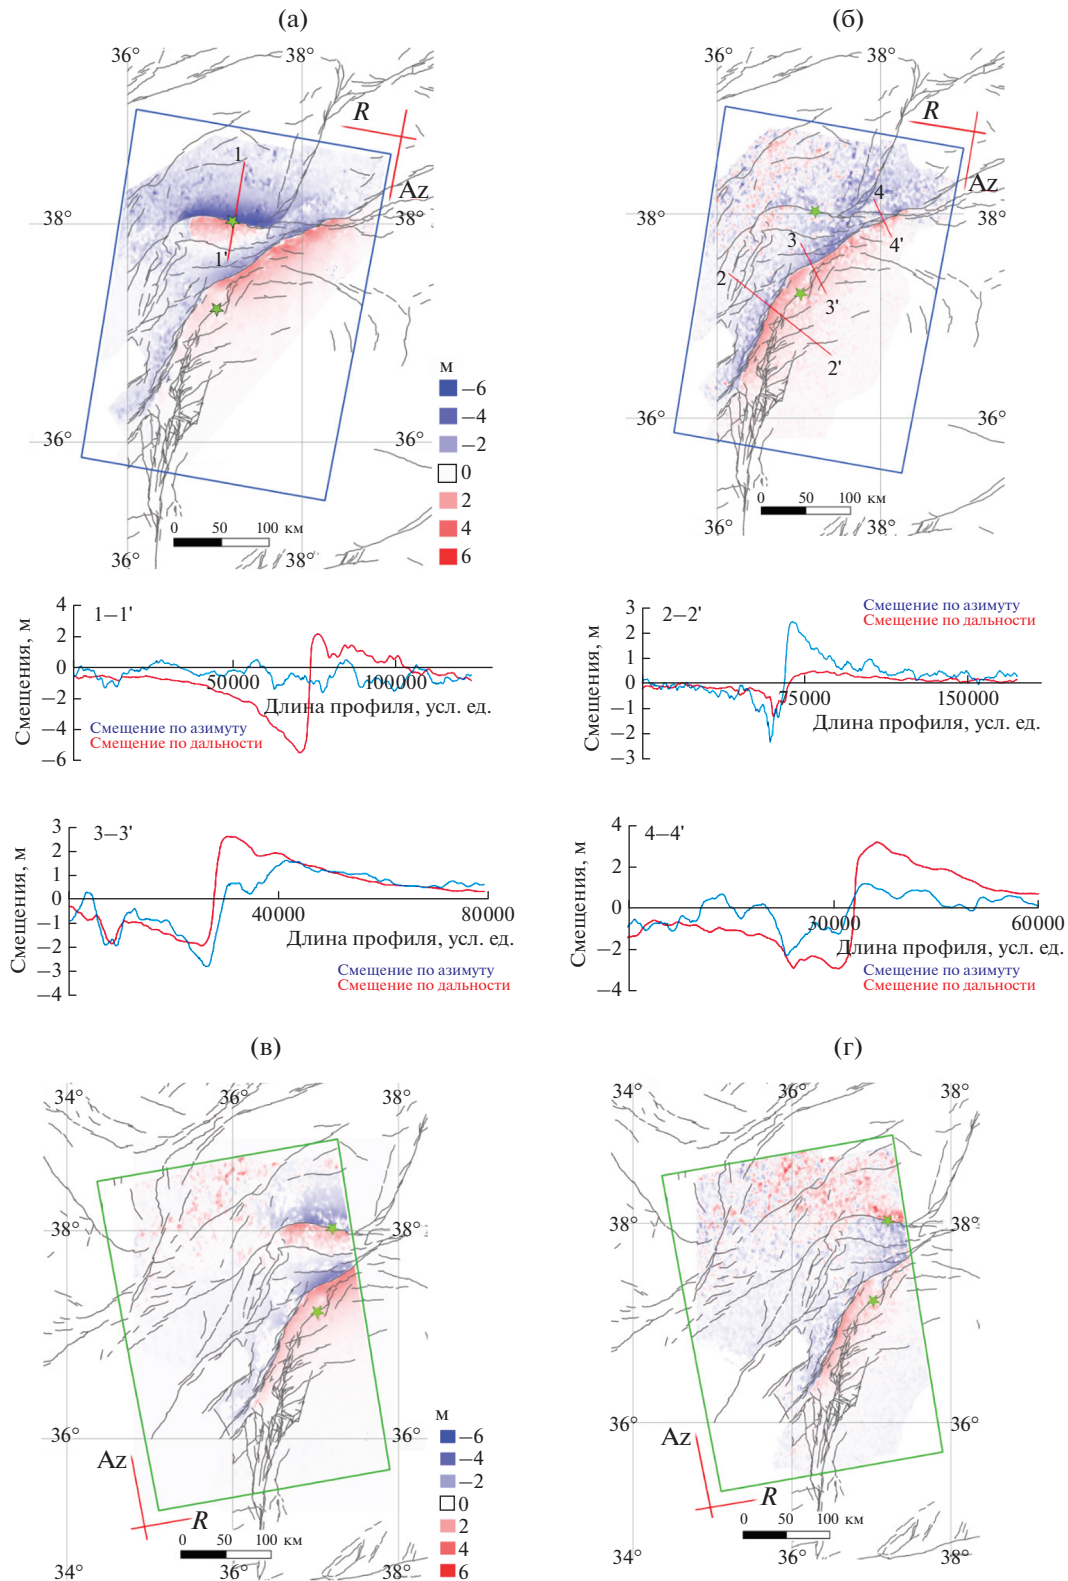 (а)
(б)
36°
38°
36°
38°
R
R
1
Az
4
Az
38°
38°
38°
38°
1'
3
4'
2
3'
2'
м
−6
−4
36°
36°
36°
36°
−2
0
2
0 50 100 км
4
0 50 100 км
36°
38°
6
36°
38°
4
2
0
−2
−4
−6
Смещения, м
1–1'
50000
100000
Длина профиля, усл. ед.
Смещение по азимуту
Смещение по дальности
3
2
1
0
−1
−2
−3
Смещения, м
2–2'
Смещение по азимуту
Смещение по дальности
75000
150000
Длина профиля, усл. ед.
3
2
1
0
−1
−2
−3
−4
Смещения, м
3–3'
40000
80000
Длина профиля, усл. ед.
Смещение по азимуту
Смещение по дальности
4
2
0
−2
−4
Смещения, м
4–4'
30000
60000
Длина профиля, усл. ед.
Смещение по азимуту
Смещение по дальности
(в)
(г)
34°
36°
38°
34°
36°
38°
38°
38°
38°
38°
36°
36°
36°
36°
м
−6
−4
−2
0
2
4
6
Az
R
Az
R
0 50 100 км
0 50 100 км
34°
36°
38°
34°
36°
38°